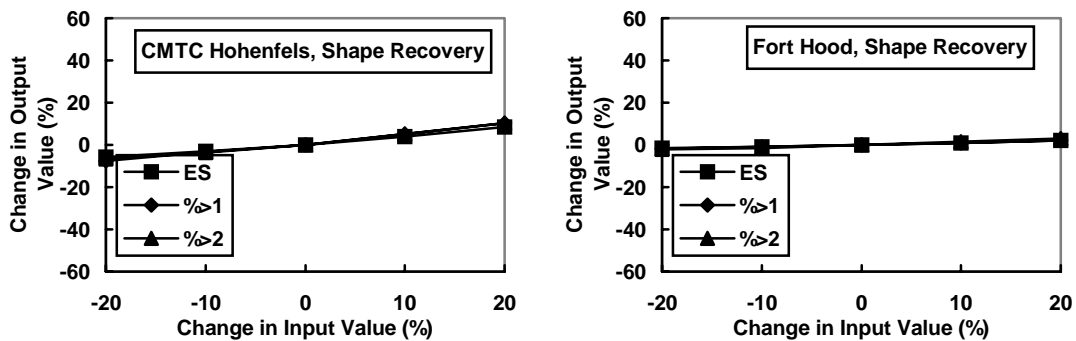 CMTC Hohenfels, Shape Recovery
Change in Output
Value (%)
60
40
20
0
-20
-40
-60
ES
%>1
%>2
-20 -10 0 10 20
Change in Input Value (%)
Fort Hood, Shape Recovery
Change in Output
Value (%)
60
40
20
0
-20
-40
-60
ES
%>1
%>2
-20 -10 0 10 20
Change in Input Value (%)